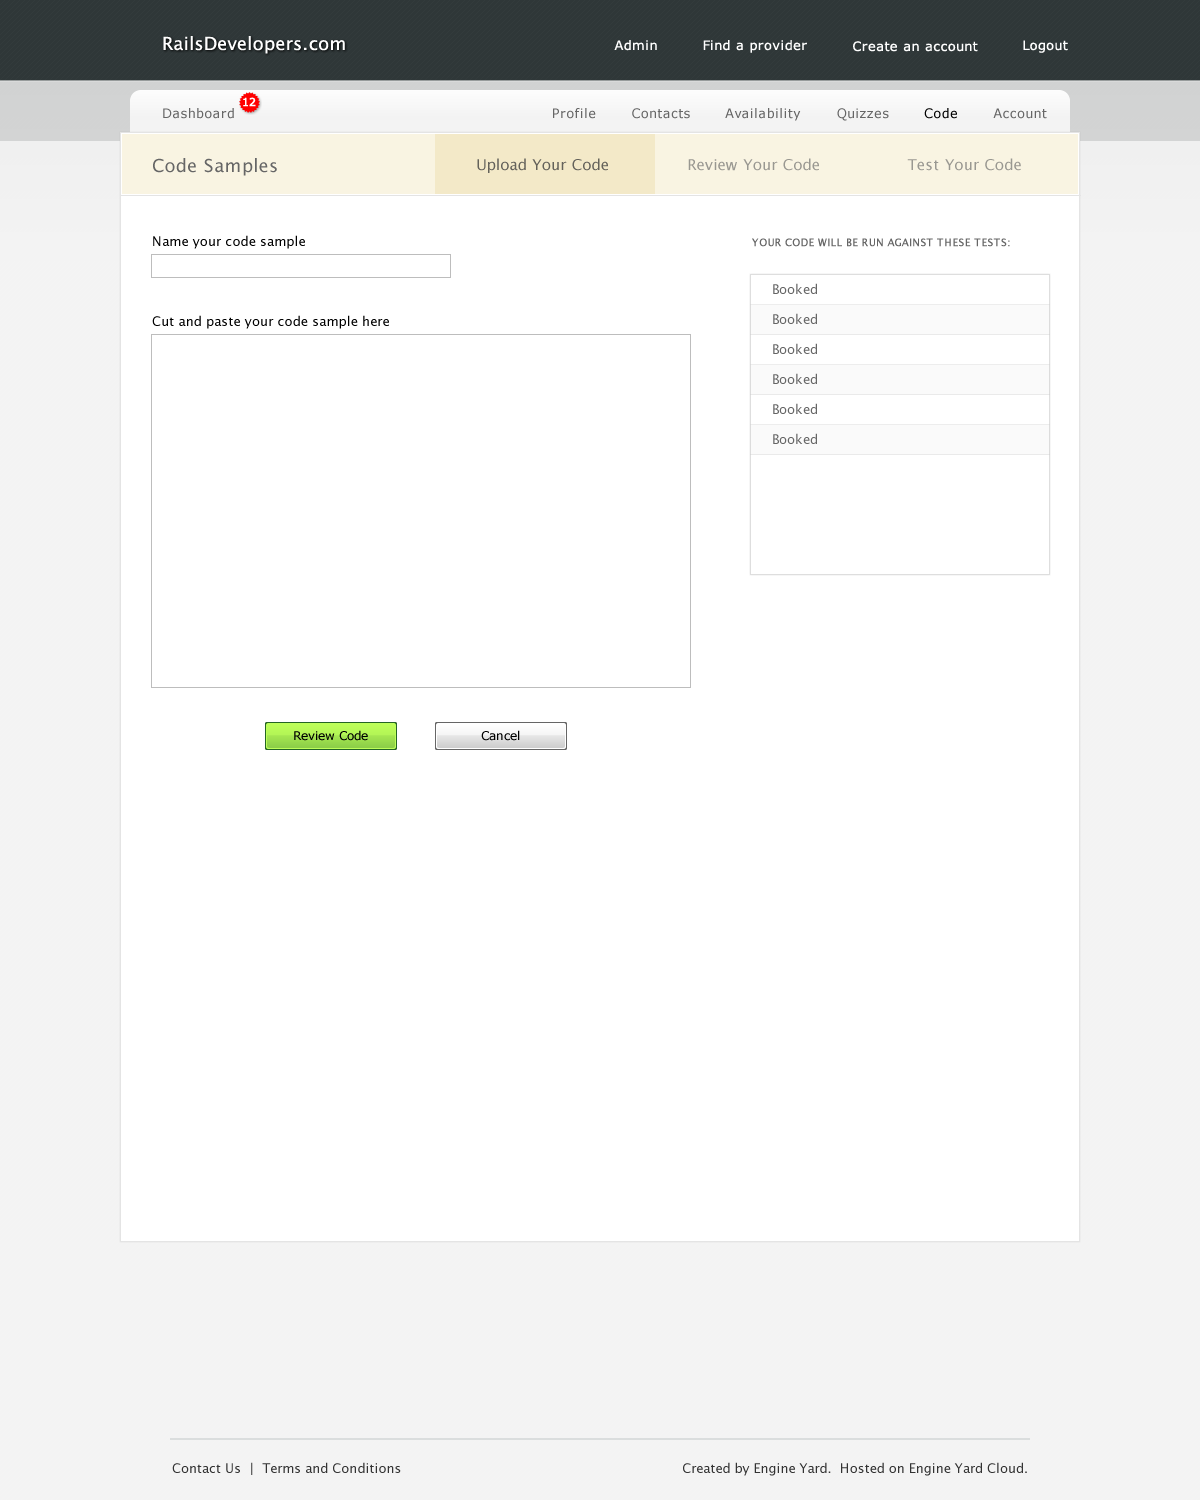 RailsDevelopers.com Admin Find a provider Create an account Logout
Dashboard 12 Profile Contacts Availability Quizzes Code Account
Code Samples Upload Your Code Review Your Code Test Your Code
Name your code sample
YOUR CODE WILL BE RUN AGAINST THESE TESTS:
Cut and paste your code sample here
Booked
Booked
Booked
Booked
Booked
Booked
Review Code Cancel
Contact Us | Terms and Conditions Created by Engine Yard. Hosted on Engine Yard Cloud.